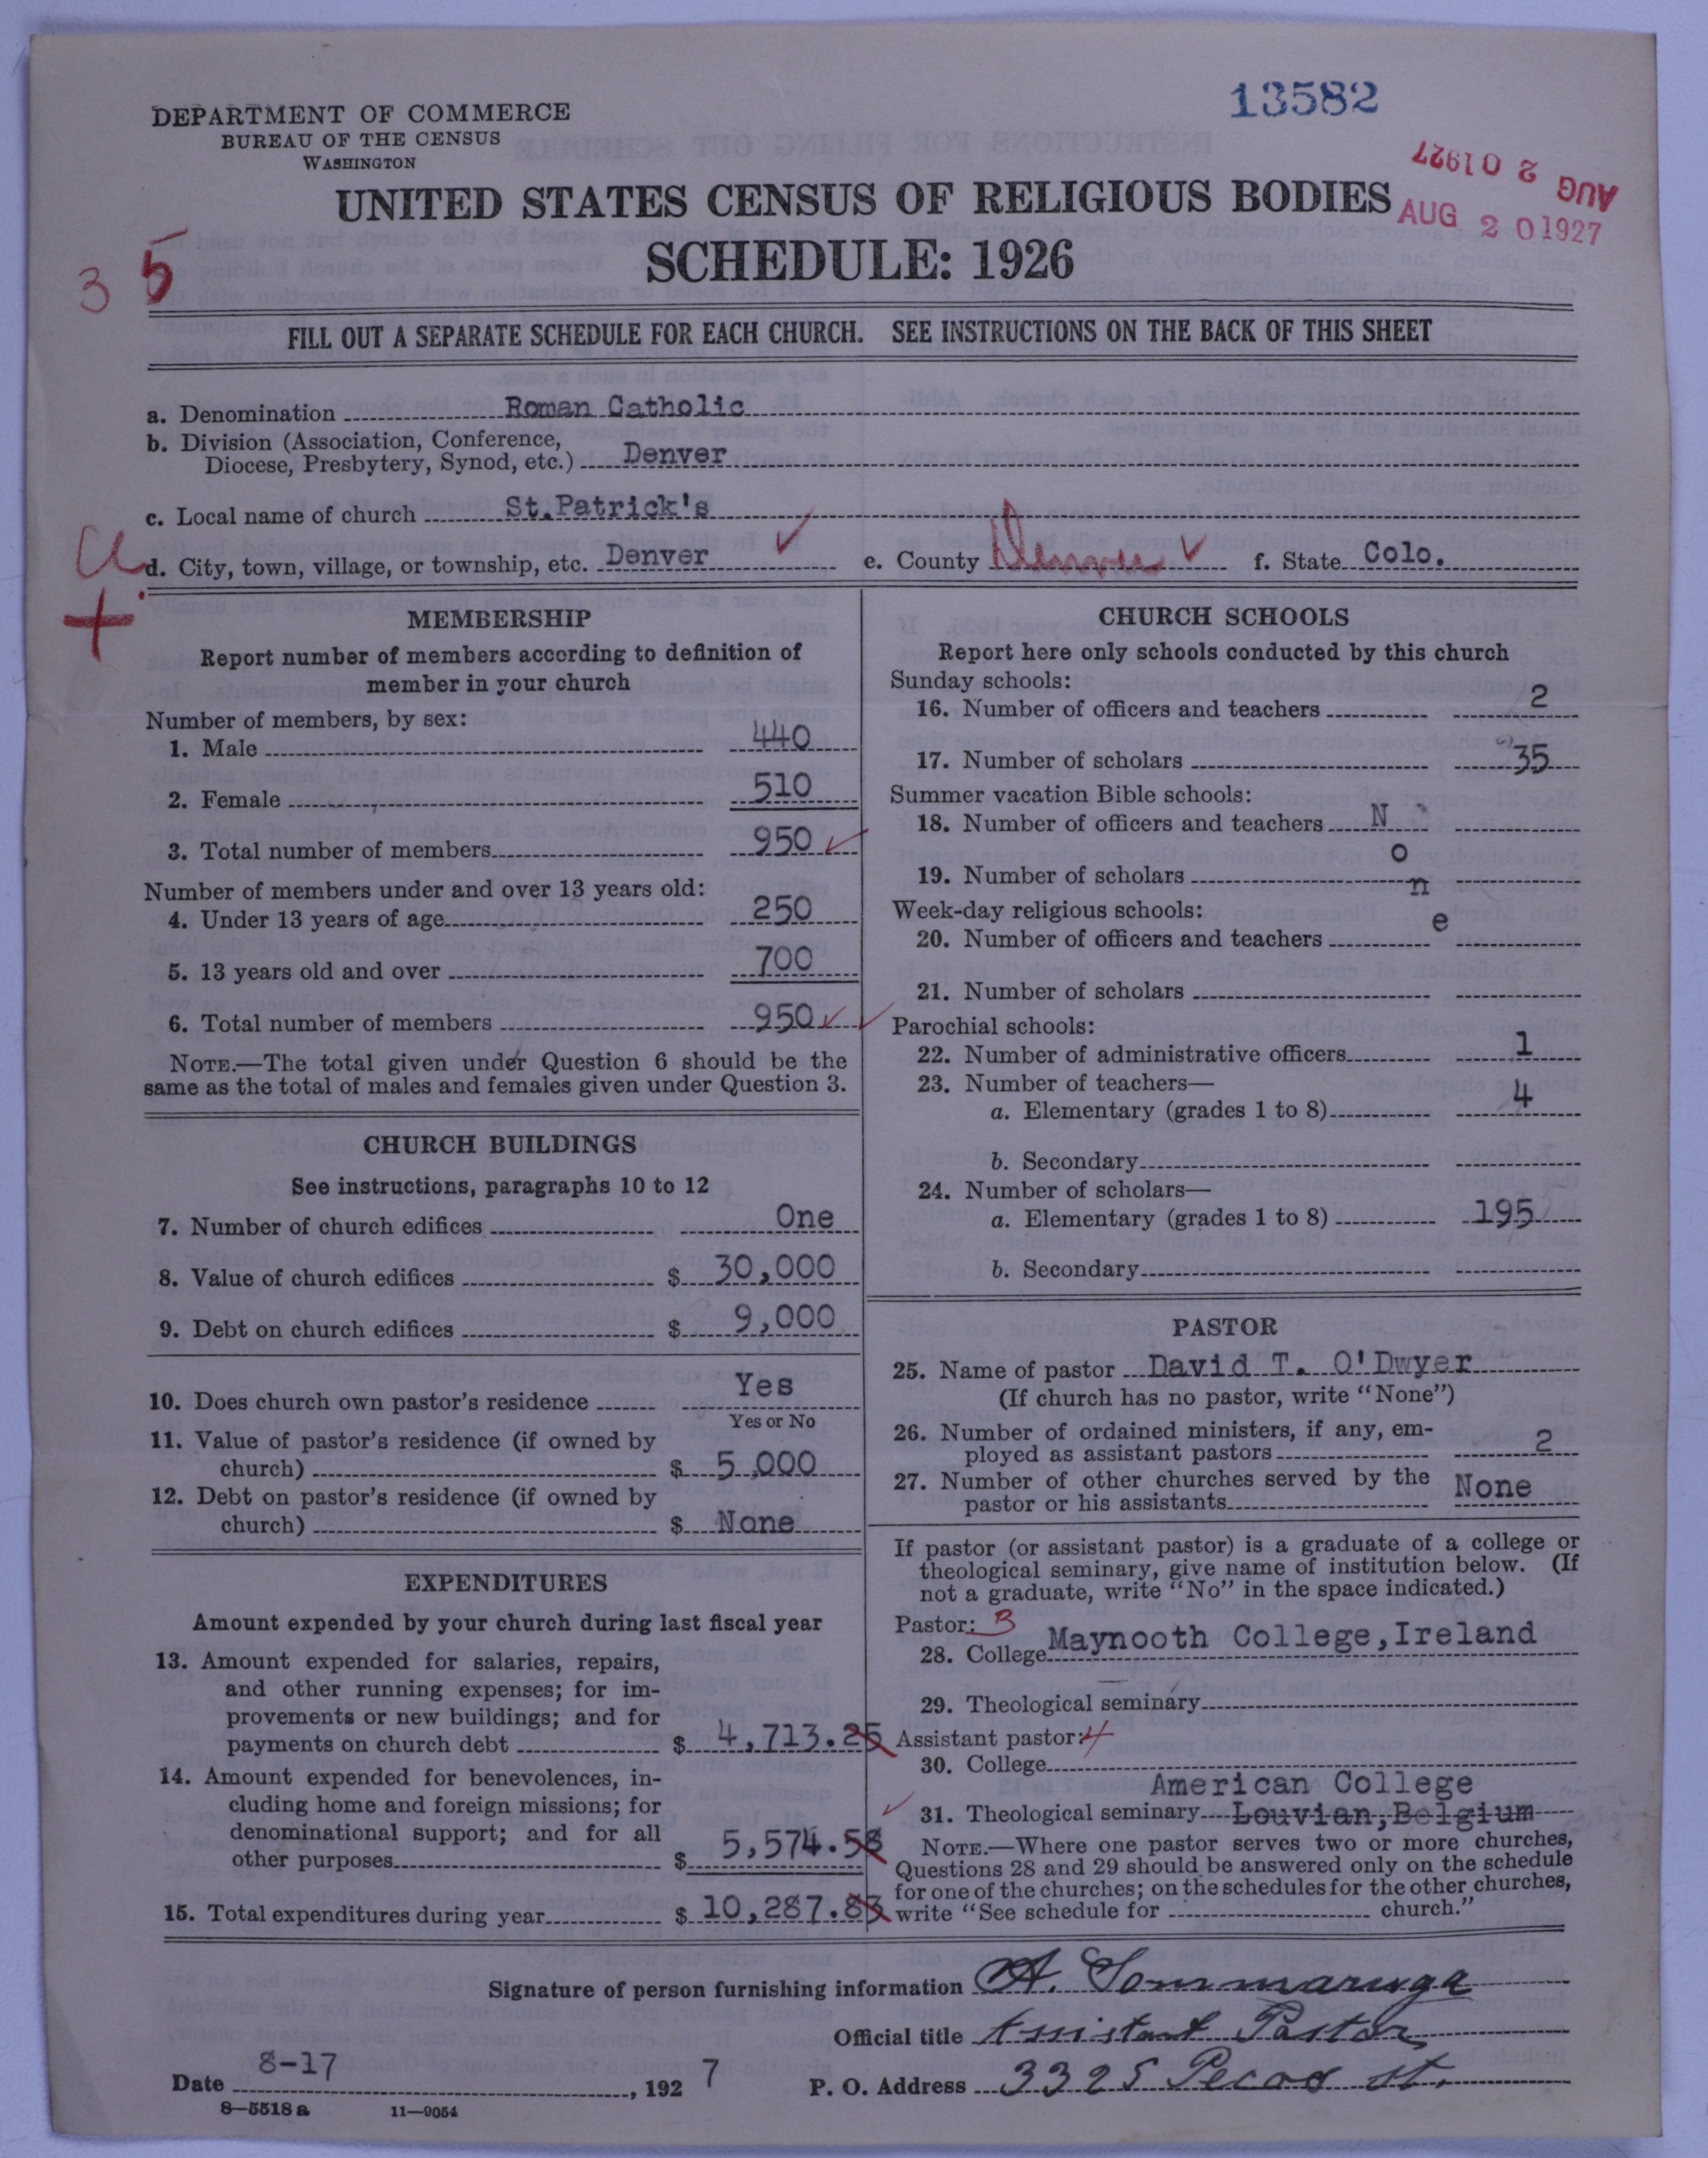 13582
DEPARTMENT OF COMMERCE
BUREAU OF THE CENSUS
WASHINGTON
AUG 2 0 1927
UNITED STATES CENSUS OF RELIGIOUS BODIES
AUG 2 0 1927
SCHEDULE: 1926
3 5
FILL OUT A SEPARATE SCHEDULE FOR EACH CHURCH. SEE INSTRUCTIONS ON THE BACK OF THIS SHEET
a. Denomination Roman Catholic
b. Division (Association, Conference,
Diocese, Presbytery, Synod, etc.) Denver
c. Local name of church St.Patrick's
a
d. City, town, village, or township, etc. Denver ✓ e. County Denver ✓ f. State Colo.
+
MEMBERSHIP
Report number of members according to definition of
member in your church
Number of members, by sex:
1. Male 440
2. Female 510
3. Total number of members 950 ✓
Number of members under and over 13 years old:
4. Under 13 years of age 250
5. 13 years old and over 700
6. Total number of members 950 ✓ ✓
NOTE.—The total given under Question 6 should be the
same as the total of males and females given under Question 3.
CHURCH BUILDINGS
See instructions, paragraphs 10 to 12
7. Number of church edifices One
8. Value of church edifices $ 30,000
9. Debt on church edifices $ 9,000
10. Does church own pastor's residence Yes
Yes or No
11. Value of pastor's residence (if owned by
church) $ 5,000
12. Debt on pastor's residence (if owned by
church) $ None
EXPENDITURES
Amount expended by your church during last fiscal year
13. Amount expended for salaries, repairs,
and other running expenses; for im-
provements or new buildings; and for
payments on church debt $ 4,713.25
14. Amount expended for benevolences, in-
cluding home and foreign missions; for
denominational support; and for all
other purposes $ 5,574.58
15. Total expenditures during year $ 10,287.83
CHURCH SCHOOLS
Report here only schools conducted by this church
Sunday schools:
16. Number of officers and teachers 2
17. Number of scholars 35
Summer vacation Bible schools:
18. Number of officers and teachers N
o
19. Number of scholars n
Week-day religious schools:
e
20. Number of officers and teachers
21. Number of scholars
Parochial schools:
22. Number of administrative officers 1
23. Number of teachers—
a. Elementary (grades 1 to 8) 4
b. Secondary
24. Number of scholars—
a. Elementary (grades 1 to 8) 195
b. Secondary
PASTOR
25. Name of pastor David T. O'Dwyer
(If church has no pastor, write "None")
26. Number of ordained ministers, if any, em-
ployed as assistant pastors 2
27. Number of other churches served by the
pastor or his assistants None
If pastor (or assistant pastor) is a graduate of a college or
theological seminary, give name of institution below. (If
not a graduate, write "No" in the space indicated.)
Pastor: B
28. College Maynooth College,Ireland
29. Theological seminary
Assistant pastor: 4
30. College
American College
✓ 31. Theological seminary Louvian,Belgium
NOTE.—Where one pastor serves two or more churches,
Questions 28 and 29 should be answered only on the schedule
for one of the churches; on the schedules for the other churches,
write "See schedule for church."
Signature of person furnishing information A. Sommaruga
Official title Assistant Pastor
Date 8-17, 1927 P. O. Address 3325 Pecos st.
8—5518 a 11—9054